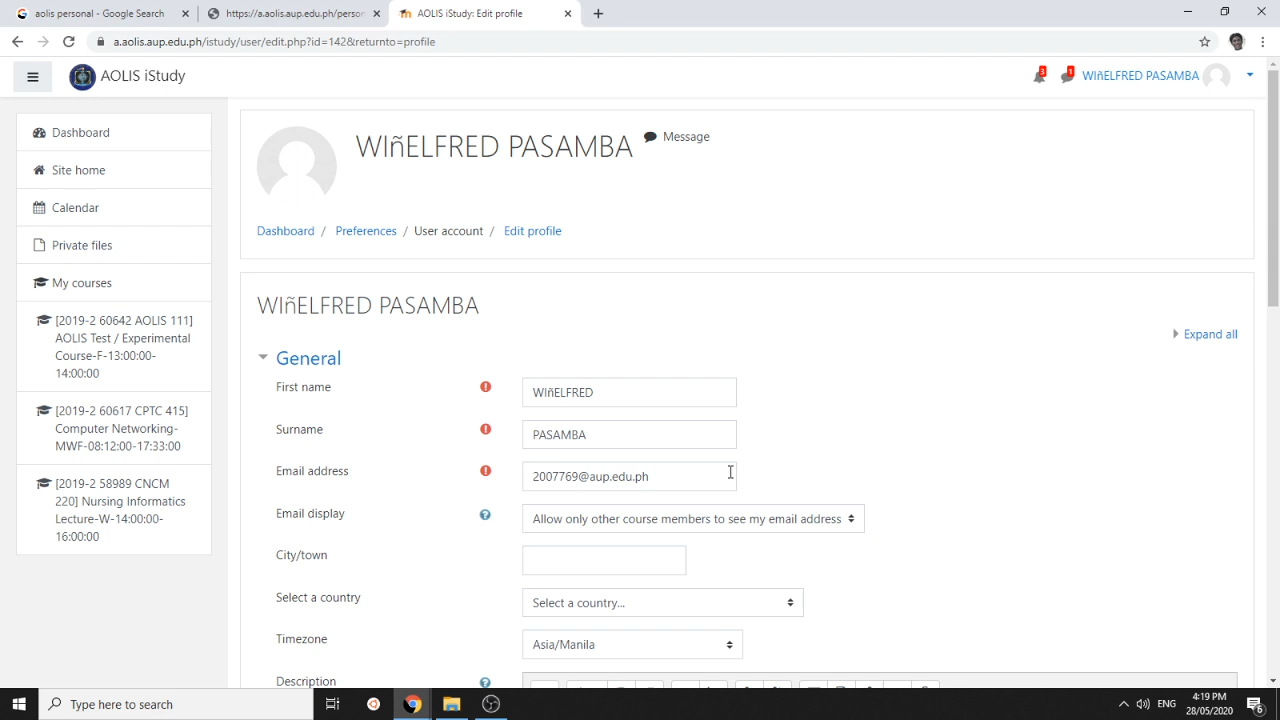 aolis personal - Google Search
https://a.aolis.aup.edu.ph/person
AOLIS iStudy: Edit profile
a.aolis.aup.edu.ph/istudy/user/edit.php?id=142&returnto=profile
AOLIS iStudy
3
1
WIñELFRED PASAMBA
Dashboard
Site home
Calendar
Private files
My courses
[2019-2 60642 AOLIS 111]
AOLIS Test / Experimental
Course-F-13:00:00-
14:00:00
[2019-2 60617 CPTC 415]
Computer Networking-
MWF-08:12:00-17:33:00
[2019-2 58989 CNCM
220] Nursing Informatics
Lecture-W-14:00:00-
16:00:00
WIñELFRED PASAMBA
Message
Dashboard / Preferences / User account / Edit profile
WIñELFRED PASAMBA
Expand all
General
First name
WIñELFRED
Surname
PASAMBA
Email address
2007769@aup.edu.ph
Email display
Allow only other course members to see my email address
City/town
Select a country
Select a country...
Timezone
Asia/Manila
Description
Type here to search
ENG
4:19 PM
28/05/2020
6